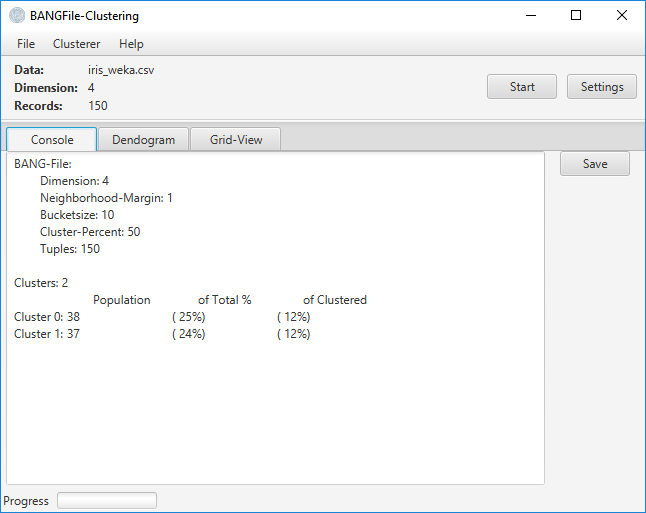 BANGFile-Clustering
File Clusterer Help
Data: iris_weka.csv
Dimension: 4
Records: 150
Start Settings
Console Dendogram Grid-View
Save
BANG-File:
Dimension: 4
Neighborhood-Margin: 1
Bucketsize: 10
Cluster-Percent: 50
Tuples: 150
Clusters: 2
Population of Total % of Clustered
Cluster 0: 38 ( 25%) ( 12%)
Cluster 1: 37 ( 24%) ( 12%)
Progress